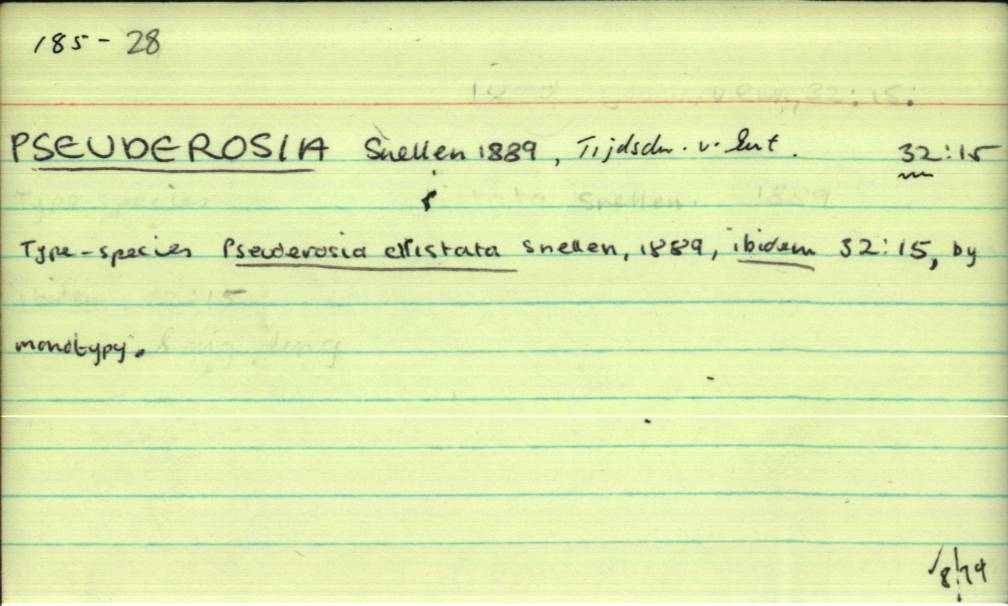 185 - 28
PSEUDEROSIA Snellen 1889, Tijdschr. v. Ent. 32:15
Type-species Pseuderosia cristata Snellen, 1889, ibidem 32:15, by
monotypy.
8/74